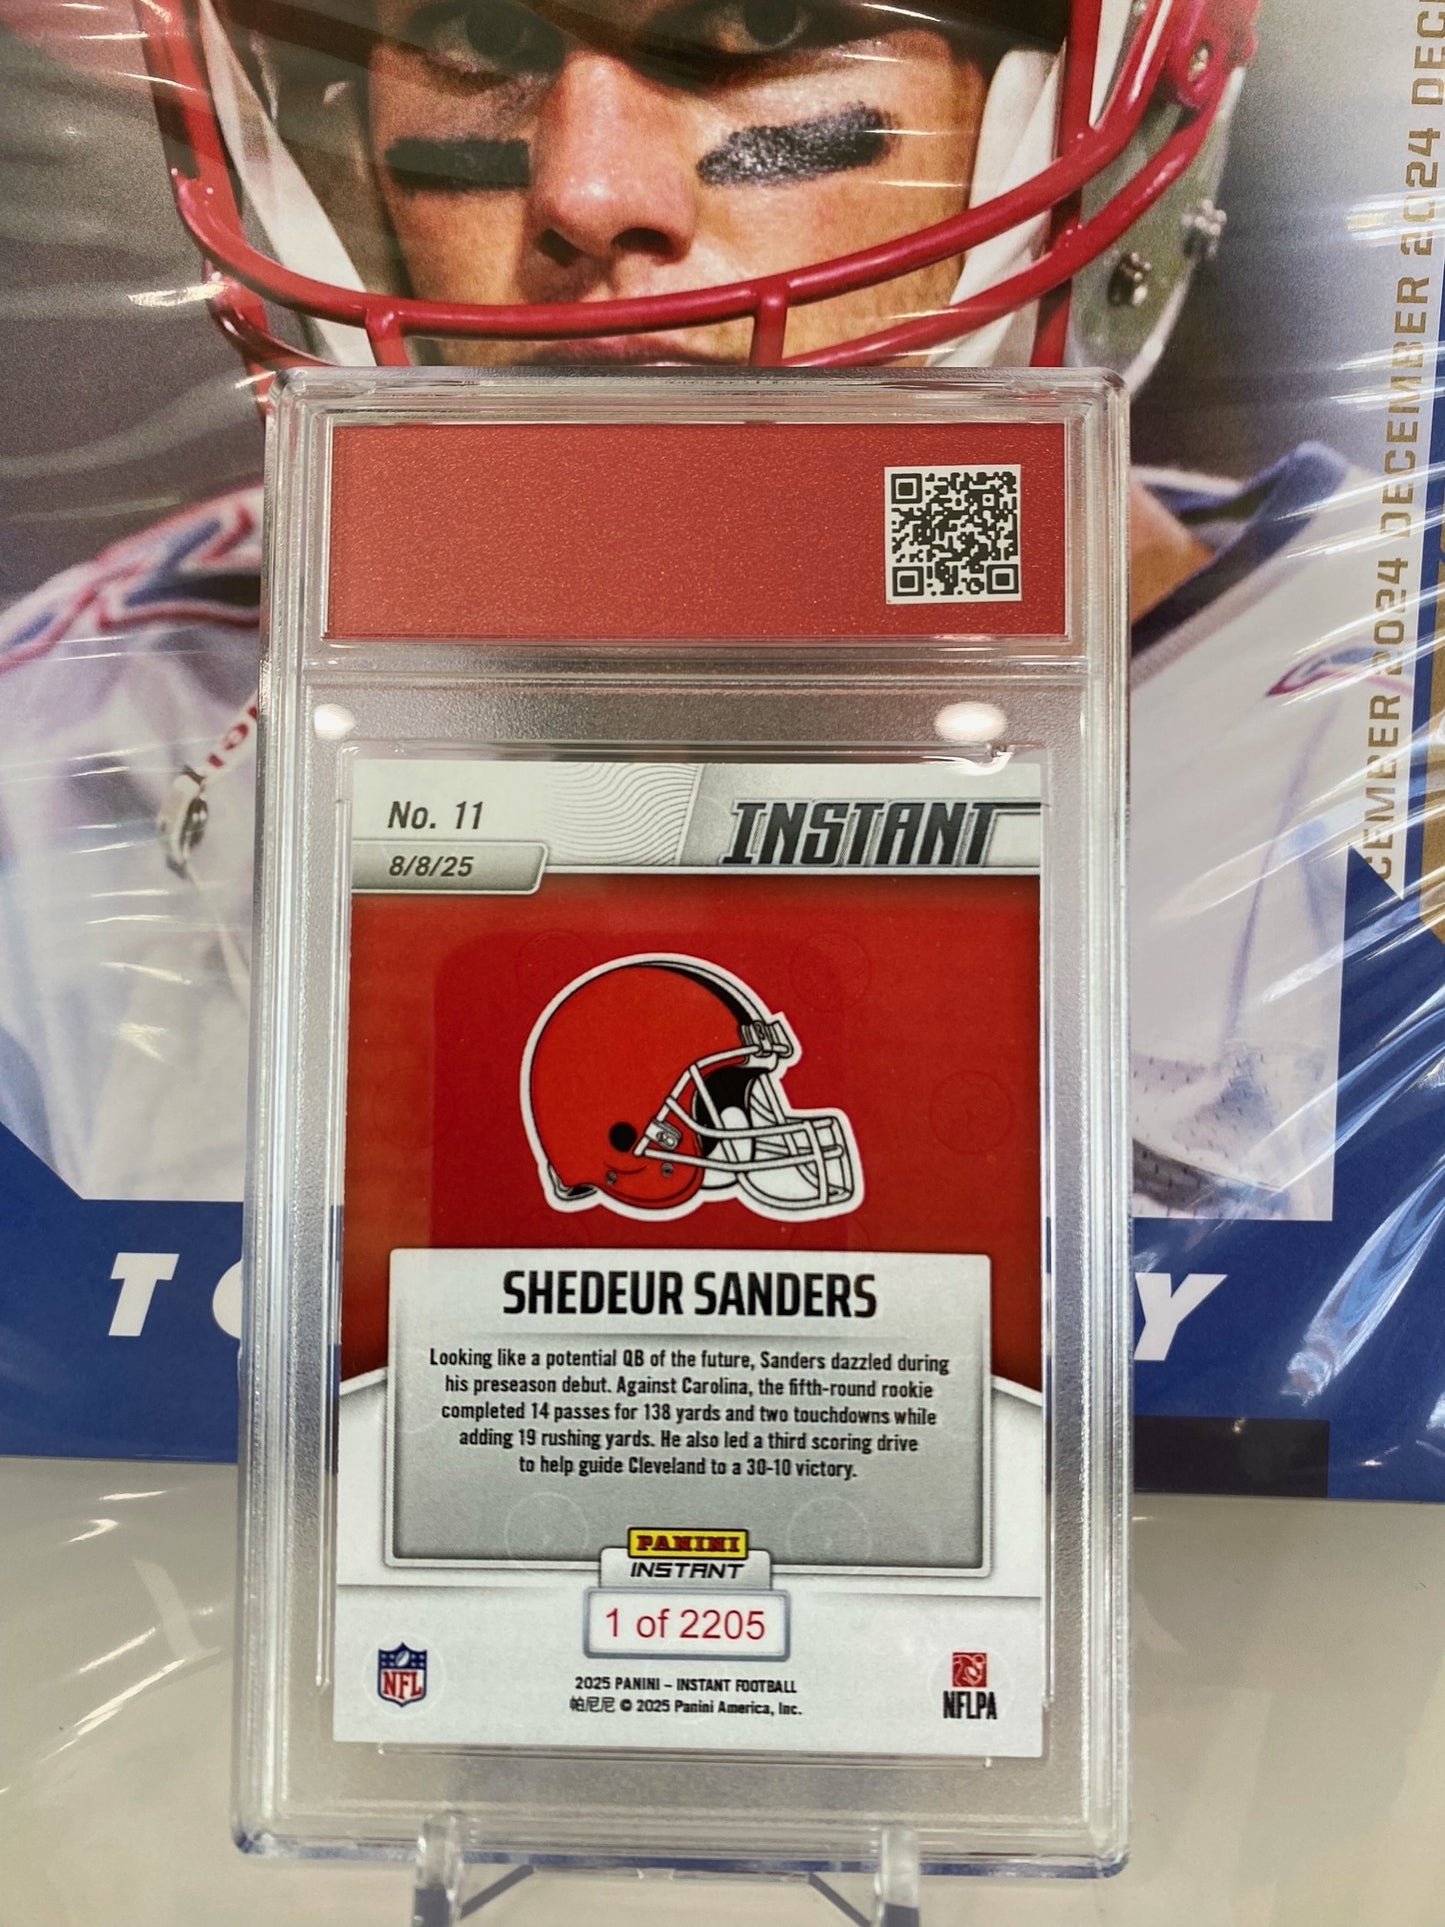 DECEMBER 2024 DECEMBER 2024
No. 11
INSTANT
8/8/25
SHEDEUR SANDERS
Looking like a potential QB of the future, Sanders dazzled during
his preseason debut. Against Carolina, the fifth-round rookie
completed 14 passes for 138 yards and two touchdowns while
adding 19 rushing yards. He also led a third scoring drive
to help guide Cleveland to a 30-10 victory.
PANINI
INSTANT
1 of 2205
NFL
2025 PANINI – INSTANT FOOTBALL
帕尼尼 © 2025 Panini America, Inc.
NFLPA